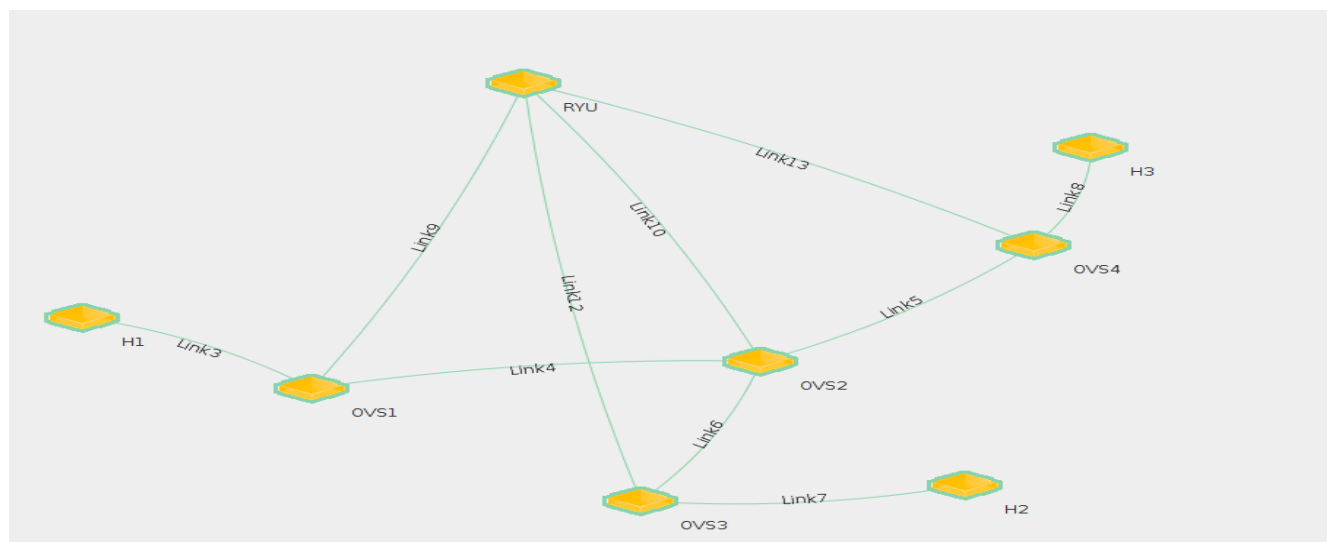 RYU
Link13
H3
Link8
Link10
Link9
OVS4
Link12
Link5
H1
Link3
Link4
OVS2
OVS1
Link6
Link7
H2
OVS3